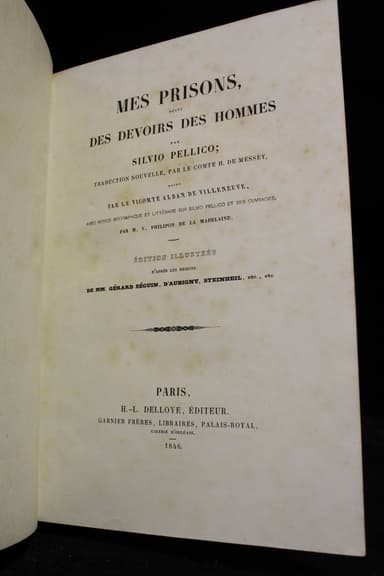 MES PRISONS,
SUIVI
DES DEVOIRS DES HOMMES
PAR
SILVIO PELLICO;
TRADUCTION NOUVELLE, PAR LE COMTE H. DE MESSEY,
REVUE
PAR LE VICOMTE ALBAN DE VILLENEUVE,
AVEC NOTICE BIOGRAPHIQUE ET LITTÉRAIRE SUR SILVIO PELLICO ET SES OUVRAGES,
PAR M. V. PHILIPON DE LA MADELAINE.
ÉDITION ILLUSTRÉE
D'APRÈS LES DESSINS
DE MM. GÉRARD SÉGUIN, D'AUBIGNY, STEINHEIL, etc., etc.
PARIS,
H.-L. DELLOYE, ÉDITEUR.
GARNIER FRÈRES, LIBRAIRES, PALAIS-ROYAL,
GALERIE D'ORLÉANS.
1846.